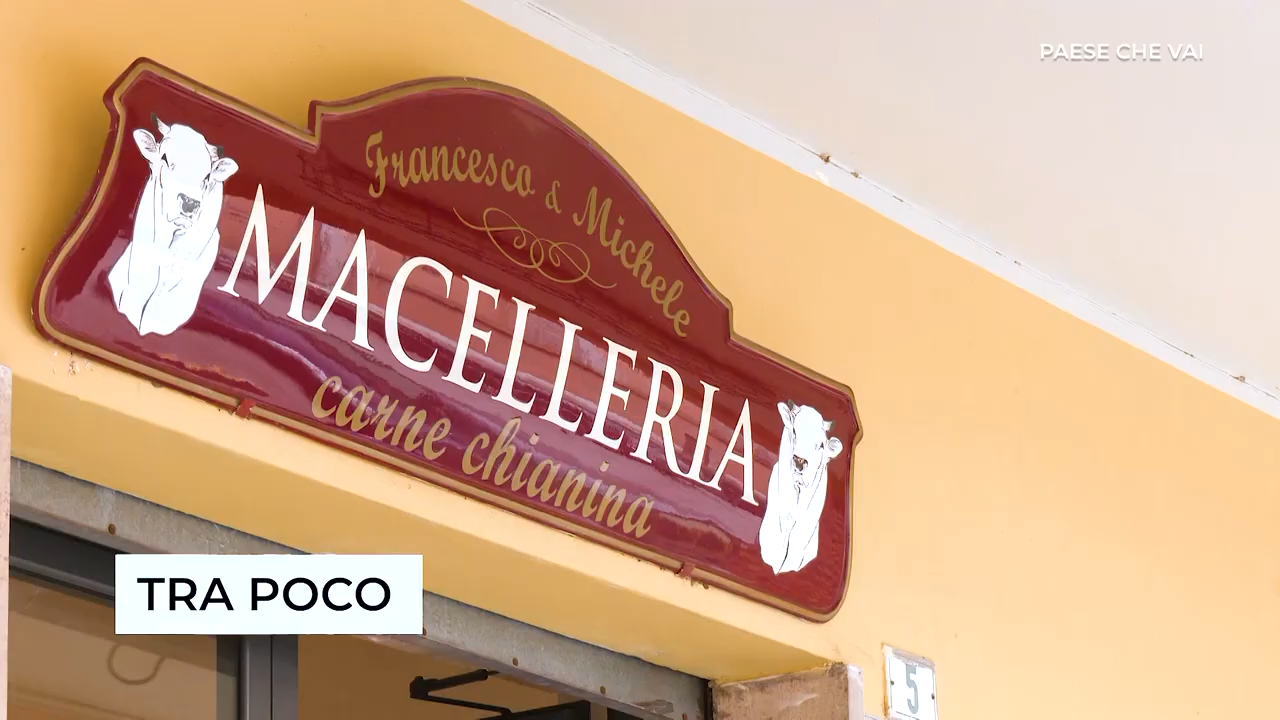 PAESE CHE VAI
Francesco & Michele
MACELLERIA
carne chianina
TRA POCO
5